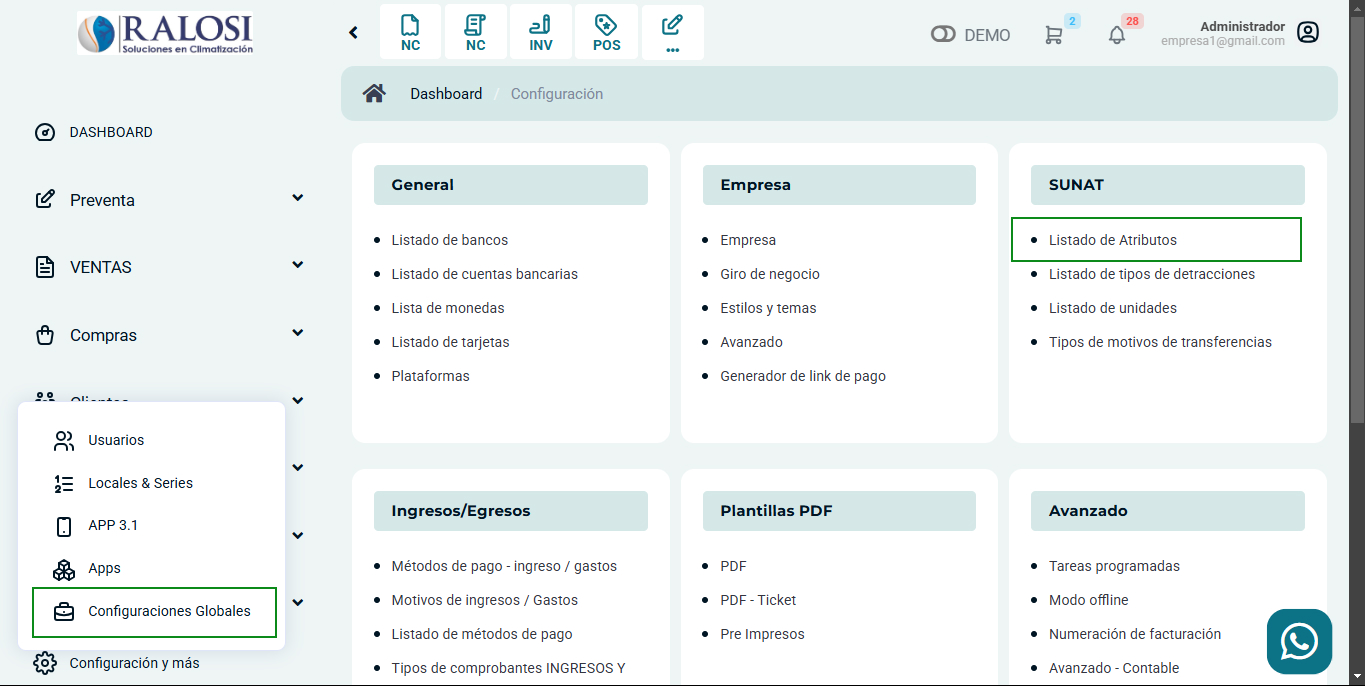 RALOSI
Soluciones en Climatización
NC
NC
INV
POS
...
DEMO
2
28
Administrador
empresa1@gmail.com
Dashboard / Configuración
DASHBOARD
Preventa
VENTAS
Compras
Clientes
Usuarios
Locales & Series
APP 3.1
Apps
Configuraciones Globales
Configuración y más
General
Listado de bancos
Listado de cuentas bancarias
Lista de monedas
Listado de tarjetas
Plataformas
Empresa
Empresa
Giro de negocio
Estilos y temas
Avanzado
Generador de link de pago
SUNAT
Listado de Atributos
Listado de tipos de detracciones
Listado de unidades
Tipos de motivos de transferencias
Ingresos/Egresos
Métodos de pago - ingreso / gastos
Motivos de ingresos / Gastos
Listado de métodos de pago
Tipos de comprobantes INGRESOS Y
Plantillas PDF
PDF
PDF - Ticket
Pre Impresos
Avanzado
Tareas programadas
Modo offline
Numeración de facturación
Avanzado - Contable